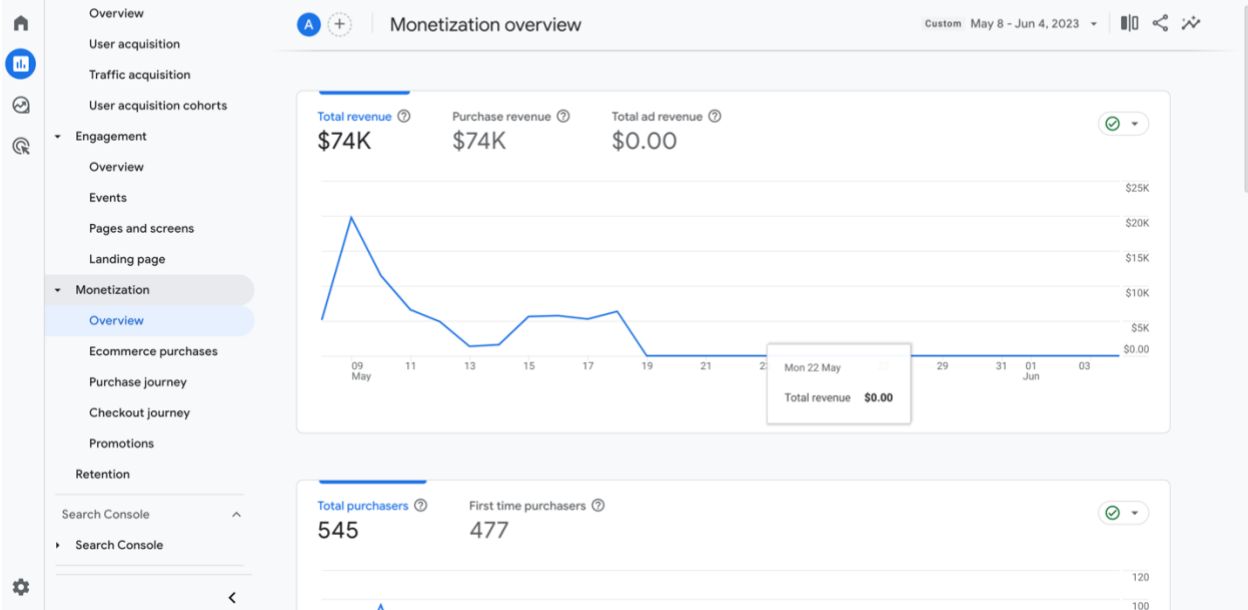 Overview
User acquisition
Traffic acquisition
User acquisition cohorts
Engagement
Overview
Events
Pages and screens
Landing page
Monetization
Overview
Ecommerce purchases
Purchase journey
Checkout journey
Promotions
Retention
Search Console
Search Console
A
Monetization overview
Custom May 8 - Jun 4, 2023
Total revenue
$74K
Purchase revenue
$74K
Total ad revenue
$0.00
$25K
$20K
$15K
$10K
$5K
$0.00
09 11 13 15 17 19 21 29 31 01 03
May Jun
Mon 22 May
Total revenue $0.00
Total purchasers
545
First time purchasers
477
120
100